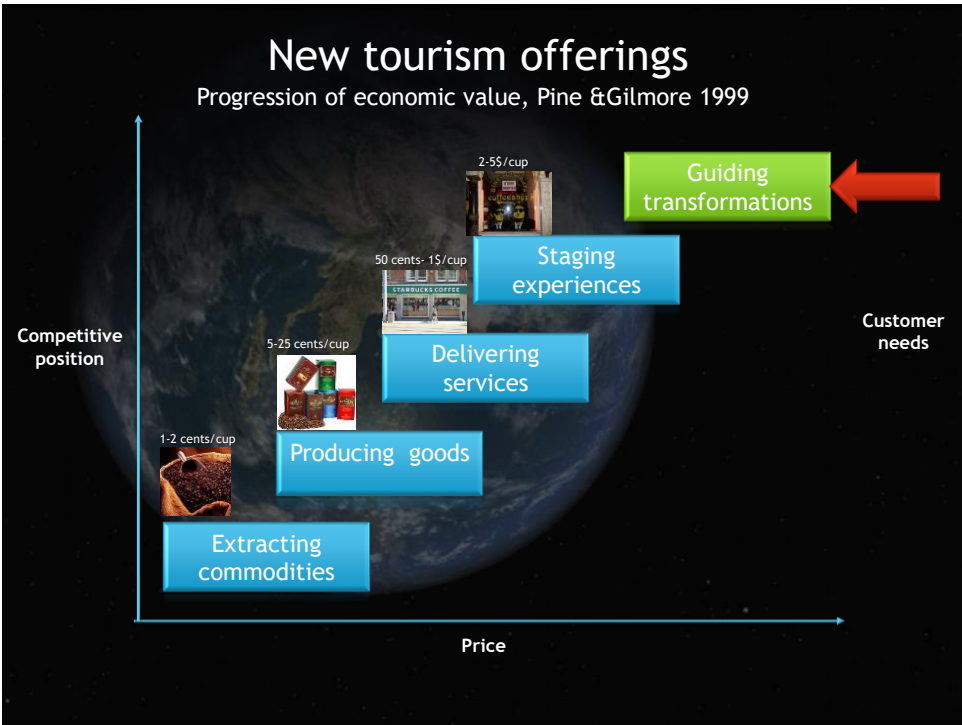 New tourism offerings
Progression of economic value, Pine &Gilmore 1999
2-5$/cup
Guiding
transformations
Staging
experiences
50 cents- 1$/cup
STARBUCKS COFFEE
Competitive
position
Customer
needs
5-25 cents/cup
Delivering
services
1-2 cents/cup
Producing goods
Extracting
commodities
Price